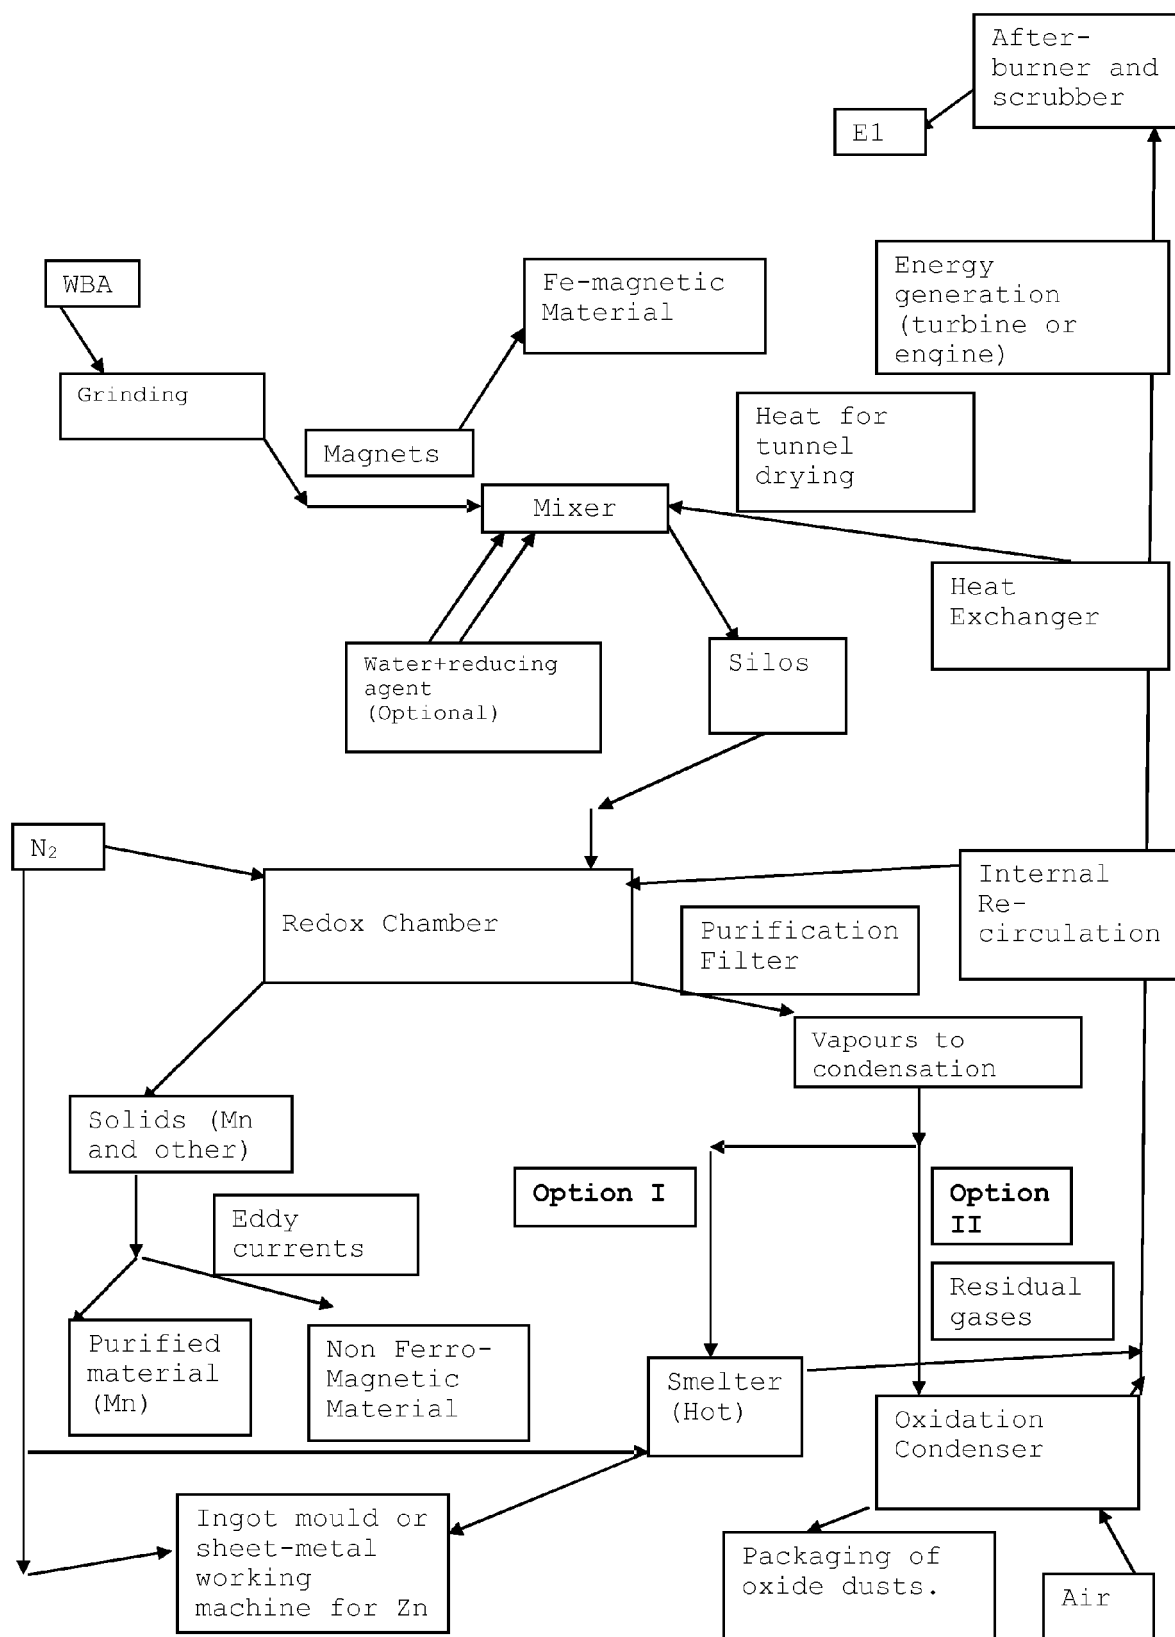 After-
burner and
scrubber
E1
Energy
generation
(turbine or
engine)
WBA
Fe-magnetic
Material
Grinding
Magnets
Heat for
tunnel
drying
Mixer
Heat
Exchanger
Water+reducing
agent
(Optional)
Silos
N₂
Redox Chamber
Internal
Re-
circulation
Purification
Filter
Vapours to
condensation
Solids (Mn
and other)
Option I
Option
II
Eddy
currents
Residual
gases
Purified
material
(Mn)
Non Ferro-
Magnetic
Material
Smelter
(Hot)
Oxidation
Condenser
Ingot mould or
sheet-metal
working
machine for Zn
Packaging of
oxide dusts.
Air